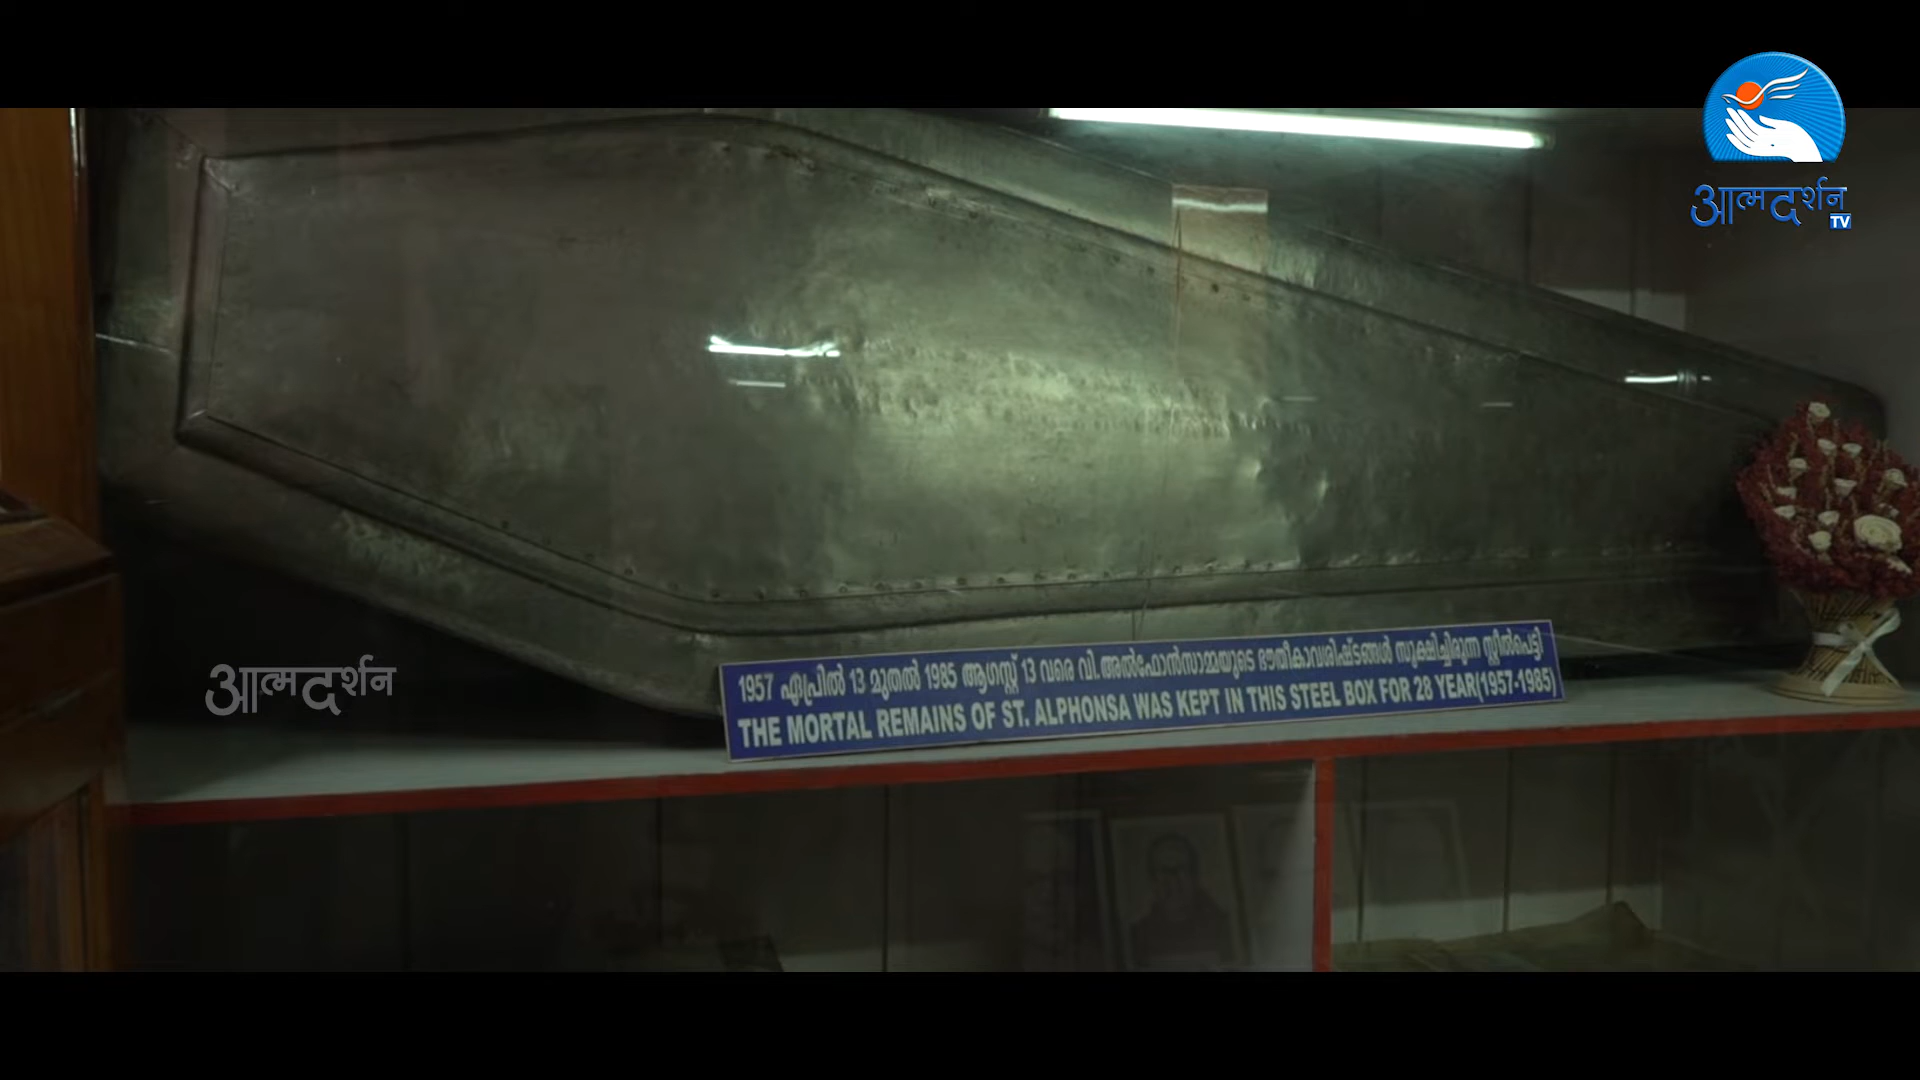 आत्मदर्शन
TV
1957 ഏപ്രിൽ 13 മുതൽ 1985 ആഗസ്റ്റ് 13 വരെ വി.അൽഫോൻസാമ്മയുടെ ഭൗതീകാവശിഷ്ടങ്ങൾ സൂക്ഷിച്ചിരുന്ന സ്റ്റീൽപെട്ടി
THE MORTAL REMAINS OF ST. ALPHONSA WAS KEPT IN THIS STEEL BOX FOR 28 YEAR(1957-1985)
आत्मदर्शन